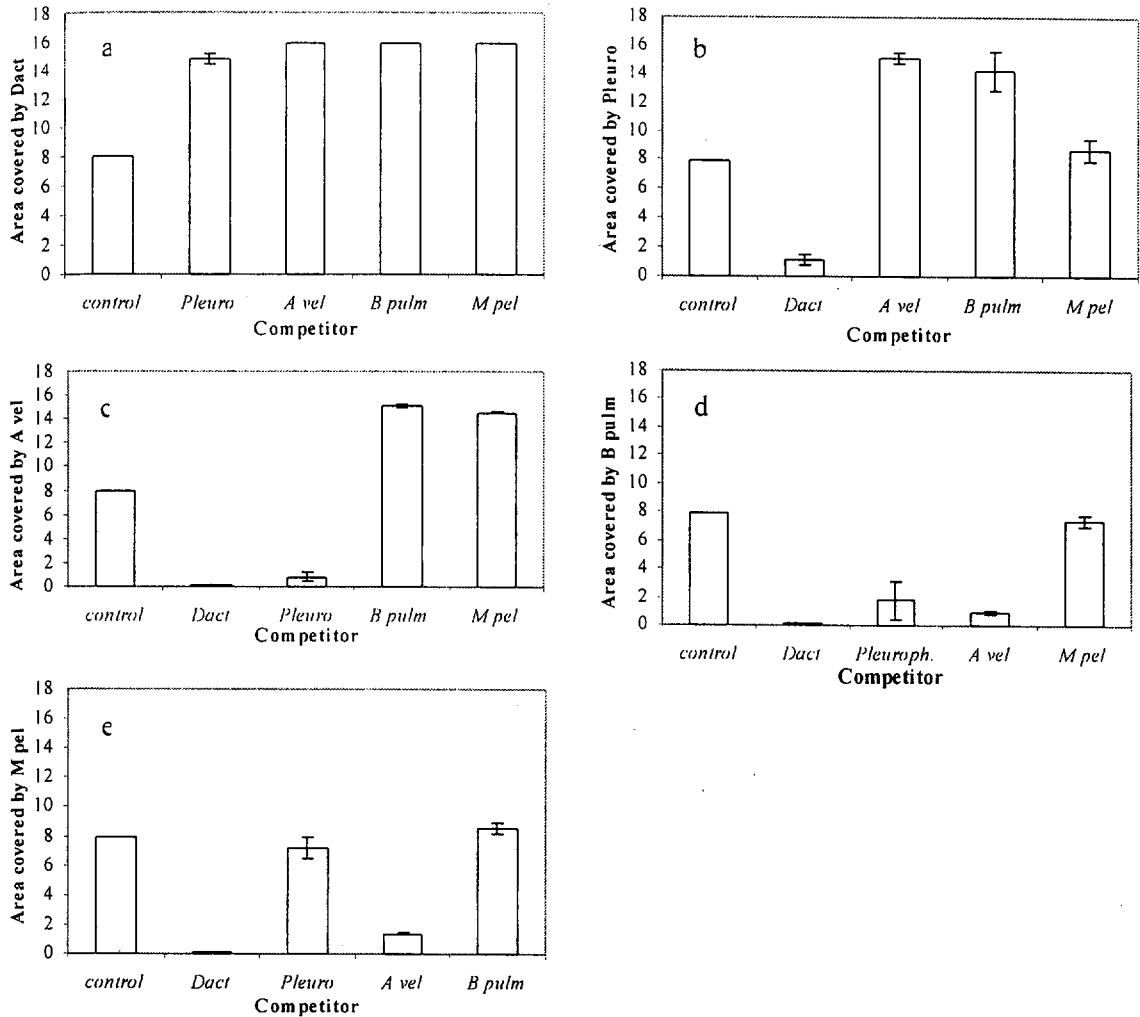 a
Area covered by Dact
18
16
14
12
10
8
6
4
2
0
control Pleuro A vel B pulm M pel
Competitor
b
Area covered by Pleuro
18
16
14
12
10
8
6
4
2
0
control Dact A vel B pulm M pel
Competitor
c
Area covered by A vel
18
16
14
12
10
8
6
4
2
0
control Dact Pleuro B pulm M pel
Competitor
d
Area covered by B pulm
18
16
14
12
10
8
6
4
2
0
control Dact Pleuroph. A vel M pel
Competitor
e
Area covered by M pel
18
16
14
12
10
8
6
4
2
0
control Dact Pleuro A vel B pulm
Competitor